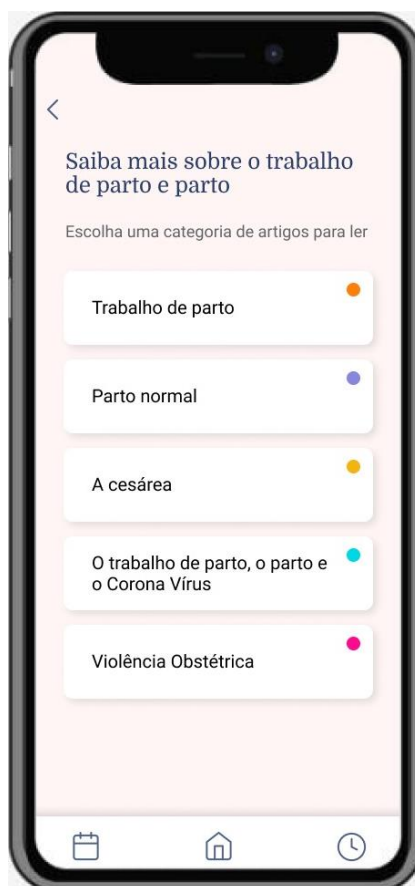 Saiba mais sobre o trabalho
de parto e parto
Escolha uma categoria de artigos para ler
Trabalho de parto
Parto normal
A cesárea
O trabalho de parto, o parto e
o Corona Vírus
Violência Obstétrica